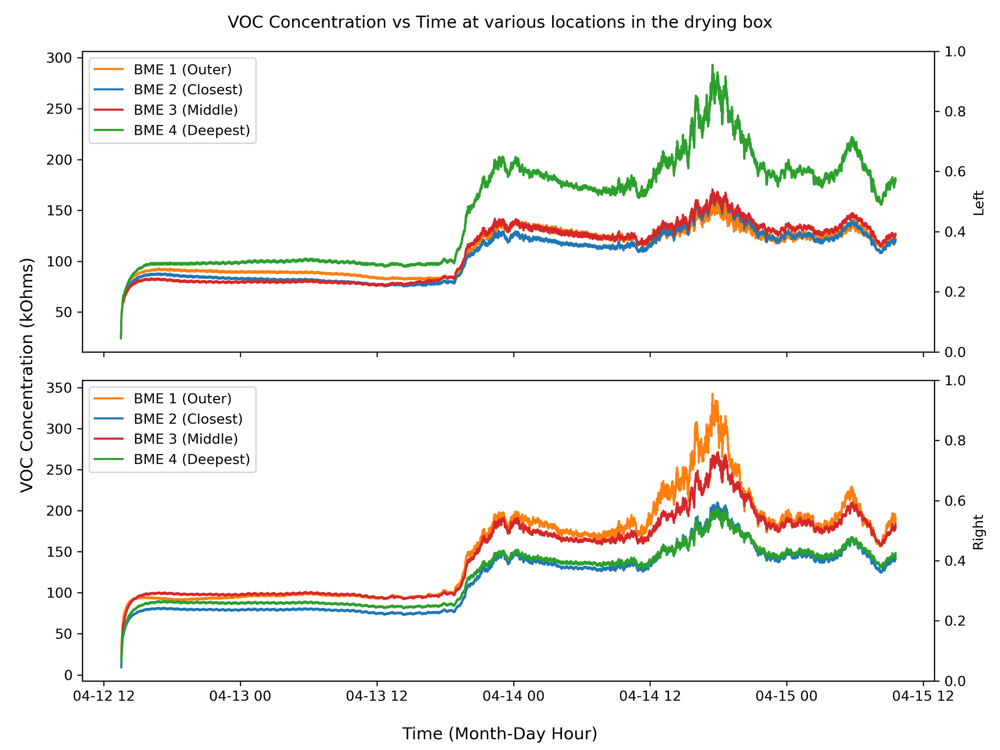 VOC Concentration vs Time at various locations in the drying box
300
250
200
150
100
50
BME 1 (Outer)
BME 2 (Closest)
BME 3 (Middle)
BME 4 (Deepest)
1.0
0.8
0.6
0.4
0.2
0.0
Left
VOC Concentration (kOhms)
350
300
250
200
150
100
50
0
BME 1 (Outer)
BME 2 (Closest)
BME 3 (Middle)
BME 4 (Deepest)
1.0
0.8
0.6
0.4
0.2
0.0
Right
04-12 12 04-13 00 04-13 12 04-14 00 04-14 12 04-15 00 04-15 12
Time (Month-Day Hour)